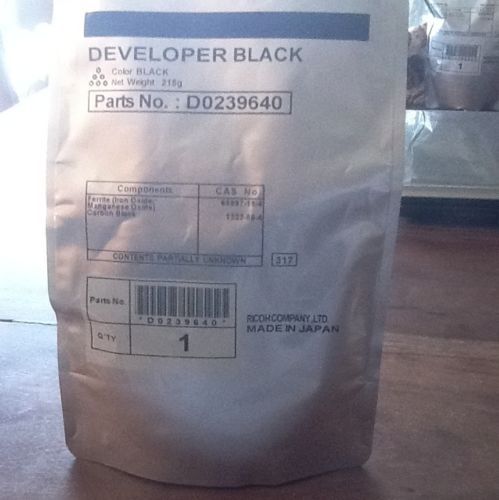 DEVELOPER BLACK
Color BLACK
Net Weight 215g
Parts No. : D0239640
Components CAS No.
Ferrite (Iron Oxide,
Manganese Oxide)
Carbon Black
CONTENTS PARTIALLY UNKNOWN 317
Parts No.
*D0239640*
Q'TY 1
RICOH COMPANY, LTD.
MADE IN JAPAN
1